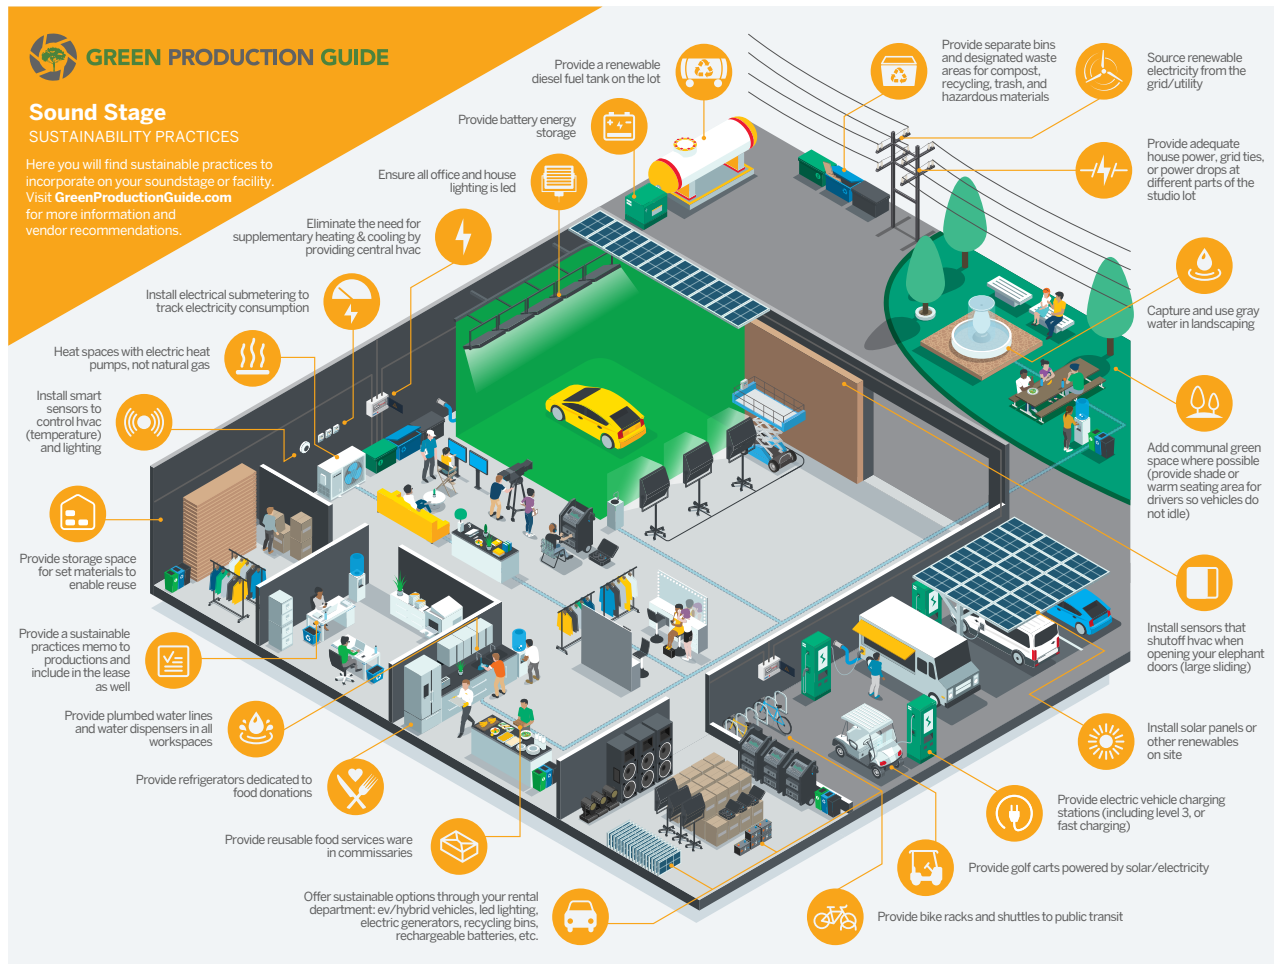 GREEN PRODUCTION GUIDE
Sound Stage
SUSTAINABILITY PRACTICES
Here you will find sustainable practices to
incorporate on your soundstage or facility.
Visit GreenProductionGuide.com
for more information and
vendor recommendations.
Provide a renewable
diesel fuel tank on the lot
Provide battery energy
storage
Ensure all office and house
lighting is led
Eliminate the need for
supplementary heating & cooling by
providing central hvac
Install electrical submetering to
track electricity consumption
Heat spaces with electric heat
pumps, not natural gas
Install smart
sensors to
control hvac
(temperature)
and lighting
Provide storage space
for set materials to
enable reuse
Provide a sustainable
practices memo to
productions and
include in the lease
as well
Provide plumbed water lines
and water dispensers in all
workspaces
Provide refrigerators dedicated to
food donations
Provide reusable food services ware
in commissaries
Offer sustainable options through your rental
department: ev/hybrid vehicles, led lighting,
electric generators, recycling bins,
rechargeable batteries, etc.
Provide separate bins
and designated waste
areas for compost,
recycling, trash, and
hazardous materials
Source renewable
electricity from the
grid/utility
Provide adequate
house power, grid ties,
or power drops at
different parts of the
studio lot
Capture and use gray
water in landscaping
Add communal green
space where possible
(provide shade or
warm seating area for
drivers so vehicles do
not idle)
Install sensors that
shutoff hvac when
opening your elephant
doors (large sliding)
Install solar panels or
other renewables
on site
Provide electric vehicle charging
stations (including level 3, or
fast charging)
Provide golf carts powered by solar/electricity
Provide bike racks and shuttles to public transit